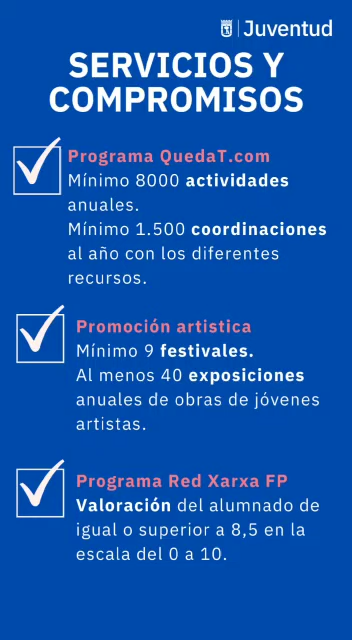 Juventud
SERVICIOS Y
COMPROMISOS
Programa QuedaT.com
Mínimo 8000 actividades
anuales.
Mínimo 1.500 coordinaciones
al año con los diferentes
recursos.
Promoción artistica
Mínimo 9 festivales.
Al menos 40 exposiciones
anuales de obras de jóvenes
artistas.
Programa Red Xarxa FP
Valoración del alumnado de
igual o superior a 8,5 en la
escala del 0 a 10.